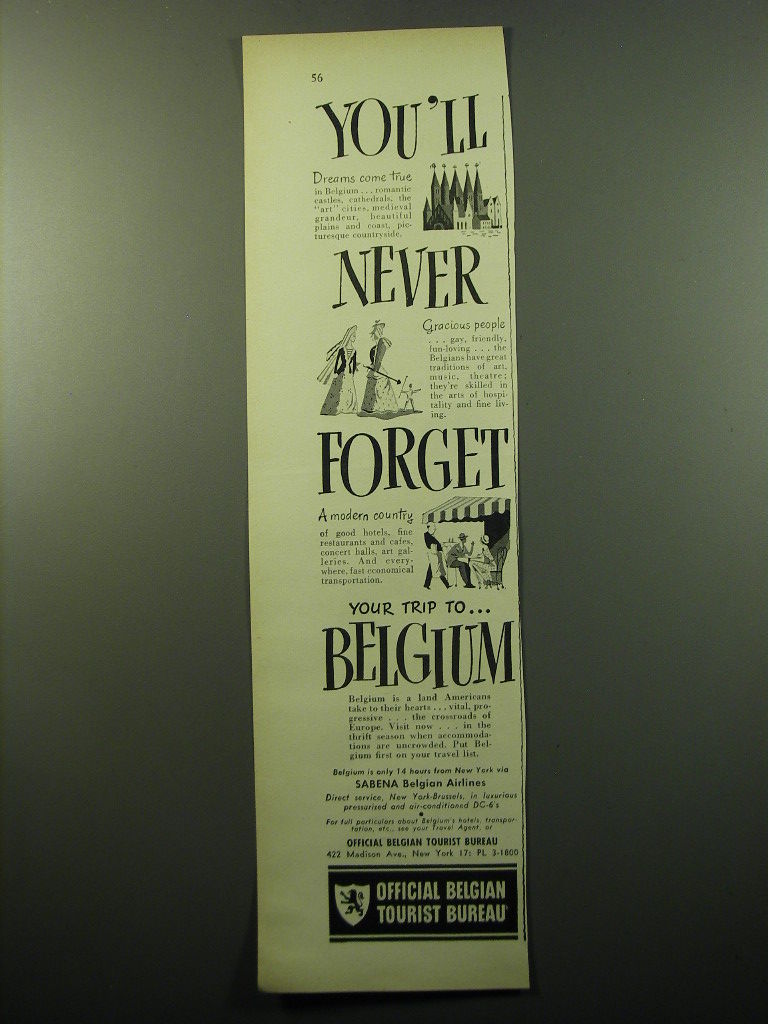 56
YOU'LL
Dreams come true
in Belgium . . . romantic
castles, cathedrals, the
"art" cities, medieval
grandeur, beautiful
plains and coast, pic-
turesque countryside.
NEVER
Gracious people
. . . gay, friendly,
fun-loving . . . the
Belgians have great
traditions of art,
music, theatre;
they're skilled in
the arts of hospi-
tality and fine liv-
ing.
FORGET
A modern country
of good hotels, fine
restaurants and cafes,
concert halls, art gal-
leries. And every-
where, fast economical
transportation.
YOUR TRIP TO...
BELGIUM
Belgium is a land Americans
take to their hearts . . . vital, pro-
gressive . . . the crossroads of
Europe. Visit now . . . in the
thrift season when accommoda-
tions are uncrowded. Put Bel-
gium first on your travel list.
Belgium is only 14 hours from New York via
SABENA Belgian Airlines
Direct service, New York-Brussels, in luxurious
pressurized and air-conditioned DC-6's
For full particulars about Belgium's hotels, transpor-
tation, etc., see your Travel Agent, or
OFFICIAL BELGIAN TOURIST BUREAU
422 Madison Ave., New York 17: PL 3-1800
OFFICIAL BELGIAN
TOURIST BUREAU